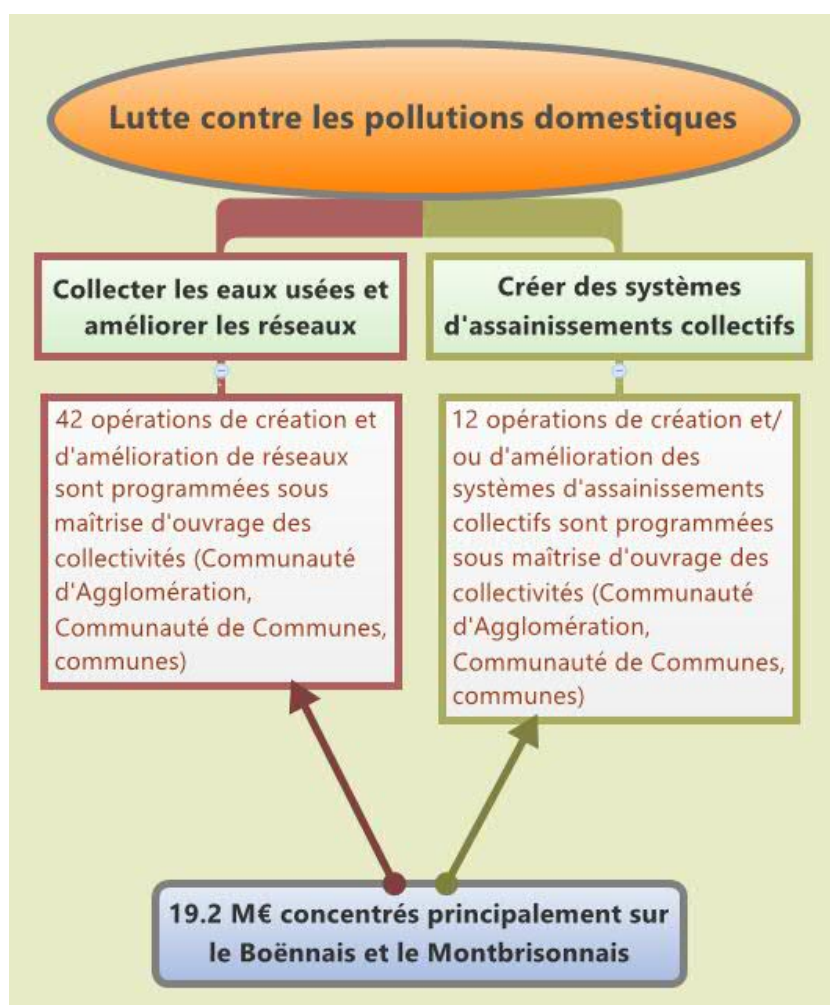 Lutte contre les pollutions domestiques
Collecter les eaux usées et
améliorer les réseaux
Créer des systèmes
d'assainissements collectifs
42 opérations de création et
d'amélioration de réseaux
sont programmées sous
maîtrise d'ouvrage des
collectivités (Communauté
d'Agglomération,
Communauté de Communes,
communes)
12 opérations de création et/
ou d'amélioration des
systèmes d'assainissements
collectifs sont programmées
sous maîtrise d'ouvrage des
collectivités (Communauté
d'Agglomération,
Communauté de Communes,
communes)
19.2 M€ concentrés principalement sur
le Boënnais et le Montbrisonnais